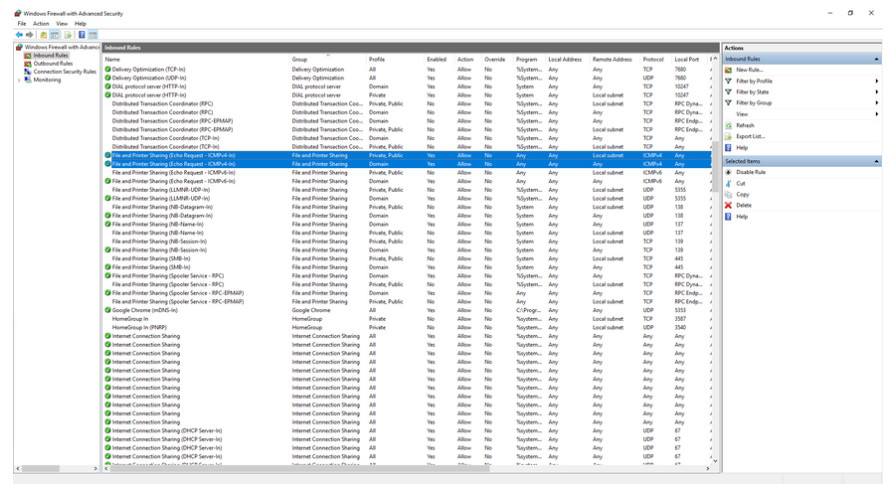 Windows Firewall with Advanced Security
File Action View Help
Windows Firewall with Advanc
Inbound Rules
Outbound Rules
Connection Security Rules
Monitoring
Inbound Rules
Name Group Profile Enabled Action Override Program Local Address Remote Address Protocol Local Port
Delivery Optimization (TCP-In) Delivery Optimization All Yes Allow No %System... Any Any TCP 7680
Delivery Optimization (UDP-In) Delivery Optimization All Yes Allow No %System... Any Any UDP 7680
DIAL protocol server (HTTP-In) DIAL protocol server Domain Yes Allow No System Any Any TCP 10247
DIAL protocol server (HTTP-In) DIAL protocol server Private Yes Allow No System Any Local subnet TCP 10247
Distributed Transaction Coordinator (RPC) Distributed Transaction Coo... Private, Public No Allow No %System... Any Local subnet TCP RPC Dyna...
Distributed Transaction Coordinator (RPC) Distributed Transaction Coo... Domain No Allow No %System... Any Any TCP RPC Dyna...
Distributed Transaction Coordinator (RPC-EPMAP) Distributed Transaction Coo... Private, Public No Allow No %System... Any Local subnet TCP RPC Endp...
Distributed Transaction Coordinator (RPC-EPMAP) Distributed Transaction Coo... Domain No Allow No %System... Any Any TCP RPC Endp...
Distributed Transaction Coordinator (TCP-In) Distributed Transaction Coo... Domain No Allow No %System... Any Any TCP Any
Distributed Transaction Coordinator (TCP-In) Distributed Transaction Coo... Private, Public No Allow No %System... Any Local subnet TCP Any
File and Printer Sharing (Echo Request - ICMPv4-In) File and Printer Sharing Private, Public Yes Allow No Any Any Local subnet ICMPv4 Any
File and Printer Sharing (Echo Request - ICMPv4-In) File and Printer Sharing Domain Yes Allow No Any Any Any ICMPv4 Any
File and Printer Sharing (Echo Request - ICMPv6-In) File and Printer Sharing Private, Public No Allow No Any Any Local subnet ICMPv6 Any
File and Printer Sharing (Echo Request - ICMPv6-In) File and Printer Sharing Domain Yes Allow No Any Any Any ICMPv6 Any
File and Printer Sharing (LLMNR-UDP-In) File and Printer Sharing Private, Public No Allow No %System... Any Local subnet UDP 5355
File and Printer Sharing (LLMNR-UDP-In) File and Printer Sharing Domain Yes Allow No %System... Any Local subnet UDP 5355
File and Printer Sharing (NB-Datagram-In) File and Printer Sharing Private, Public No Allow No System Any Local subnet UDP 138
File and Printer Sharing (NB-Datagram-In) File and Printer Sharing Domain Yes Allow No System Any Any UDP 138
File and Printer Sharing (NB-Name-In) File and Printer Sharing Domain Yes Allow No System Any Any UDP 137
File and Printer Sharing (NB-Name-In) File and Printer Sharing Private, Public No Allow No System Any Local subnet UDP 137
File and Printer Sharing (NB-Session-In) File and Printer Sharing Private, Public No Allow No System Any Local subnet TCP 139
File and Printer Sharing (NB-Session-In) File and Printer Sharing Domain Yes Allow No System Any Any TCP 139
File and Printer Sharing (SMB-In) File and Printer Sharing Private, Public No Allow No System Any Local subnet TCP 445
File and Printer Sharing (SMB-In) File and Printer Sharing Domain Yes Allow No System Any Any TCP 445
File and Printer Sharing (Spooler Service - RPC) File and Printer Sharing Domain Yes Allow No %System... Any Any TCP RPC Dyna...
File and Printer Sharing (Spooler Service - RPC) File and Printer Sharing Private, Public No Allow No %System... Any Local subnet TCP RPC Dyna...
File and Printer Sharing (Spooler Service - RPC-EPMAP) File and Printer Sharing Domain Yes Allow No Any Any Any TCP RPC Endp...
File and Printer Sharing (Spooler Service - RPC-EPMAP) File and Printer Sharing Private, Public No Allow No Any Any Local subnet TCP RPC Endp...
Google Chrome (mDNS-In) Google Chrome All Yes Allow No C:\Progr... Any Any UDP 5353
HomeGroup In HomeGroup Private No Allow No %system... Any Local subnet TCP 3587
HomeGroup In (PNRP) HomeGroup Private No Allow No %system... Any Local subnet UDP 3540
Internet Connection Sharing Internet Connection Sharing All Yes Allow No %system... Any Any Any Any
Internet Connection Sharing Internet Connection Sharing All Yes Allow No %system... Any Any Any Any
Internet Connection Sharing Internet Connection Sharing All Yes Allow No %system... Any Any Any Any
Internet Connection Sharing Internet Connection Sharing All Yes Allow No %system... Any Any Any Any
Internet Connection Sharing Internet Connection Sharing All Yes Allow No %system... Any Any Any Any
Internet Connection Sharing Internet Connection Sharing All Yes Allow No %system... Any Any Any Any
Internet Connection Sharing Internet Connection Sharing All Yes Allow No %system... Any Any Any Any
Internet Connection Sharing Internet Connection Sharing All Yes Allow No %system... Any Any Any Any
Internet Connection Sharing Internet Connection Sharing All Yes Allow No %system... Any Any Any Any
Internet Connection Sharing Internet Connection Sharing All Yes Allow No %system... Any Any Any Any
Internet Connection Sharing Internet Connection Sharing All Yes Allow No %system... Any Any Any Any
Internet Connection Sharing (DHCP Server-In) Internet Connection Sharing All Yes Allow No %system... Any Any UDP 67
Internet Connection Sharing (DHCP Server-In) Internet Connection Sharing All Yes Allow No %system... Any Any UDP 67
Internet Connection Sharing (DHCP Server-In) Internet Connection Sharing All Yes Allow No %system... Any Any UDP 67
Internet Connection Sharing (DHCP Server-In) Internet Connection Sharing All Yes Allow No %system... Any Any UDP 67
Actions
Inbound Rules
New Rule...
Filter by Profile
Filter by State
Filter by Group
View
Refresh
Export List...
Help
Selected Items
Disable Rule
Cut
Copy
Delete
Help